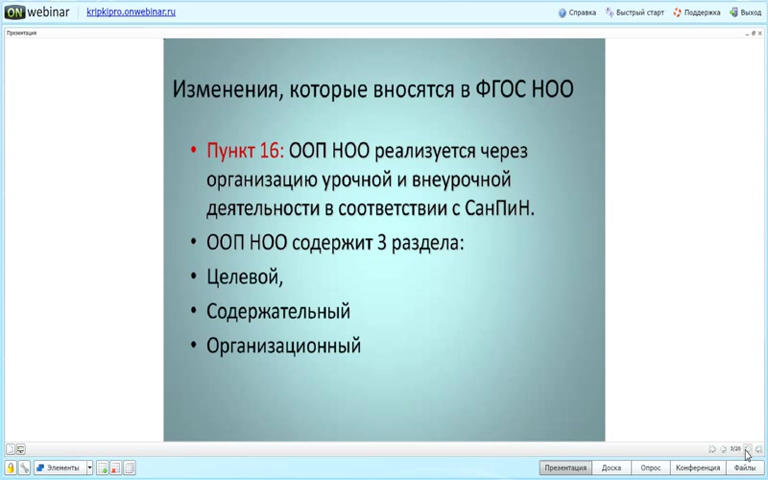 ON webinar
kripkipro.onwebinar.ru
Справка
Быстрый старт
Поддержка
Выход
Презентация
Изменения, которые вносятся в ФГОС НОО
• Пункт 16: ООП НОО реализуется через
организацию урочной и внеурочной
деятельности в соответствии с СанПиН.
• ООП НОО содержит 3 раздела:
• Целевой,
• Содержательный
• Организационный
3/20
Элементы
Презентация
Доска
Опрос
Конференция
Файлы